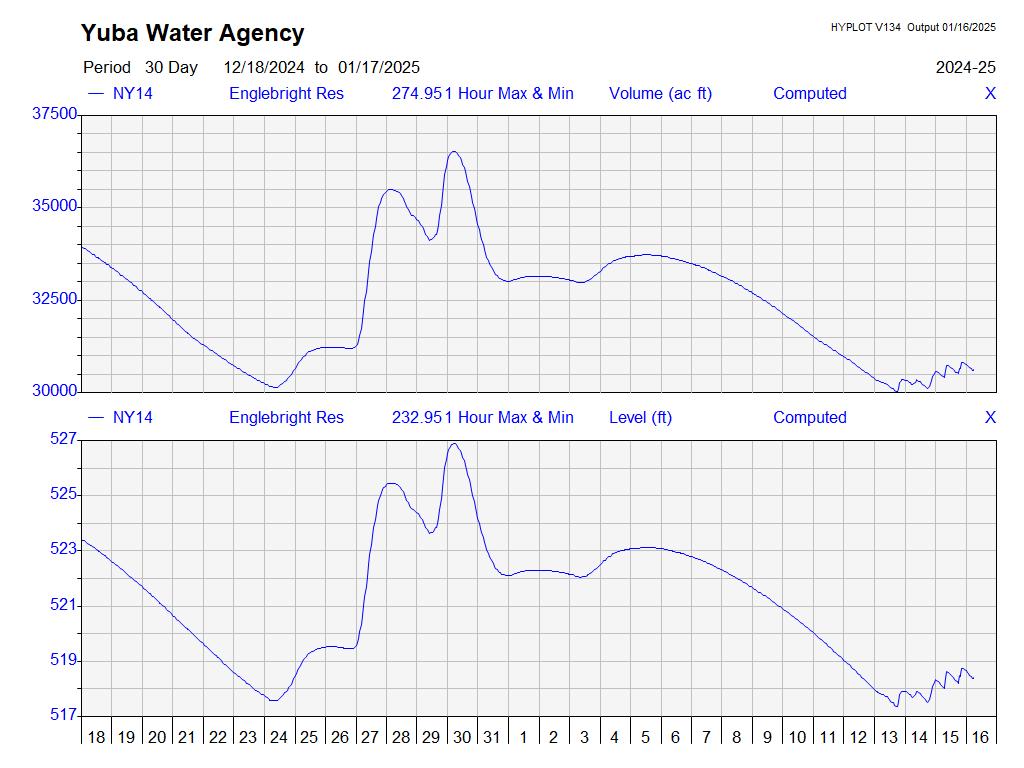 Yuba Water Agency
HYPLOT V134 Output 01/16/2025
Period 30 Day 12/18/2024 to 01/17/2025
2024-25
NY14 Englebright Res 274.951 Hour Max & Min Volume (ac ft) Computed X
37500
35000
32500
30000
NY14 Englebright Res 232.951 Hour Max & Min Level (ft) Computed X
527
525
523
521
519
517
18 19 20 21 22 23 24 25 26 27 28 29 30 31 1 2 3 4 5 6 7 8 9 10 11 12 13 14 15 16